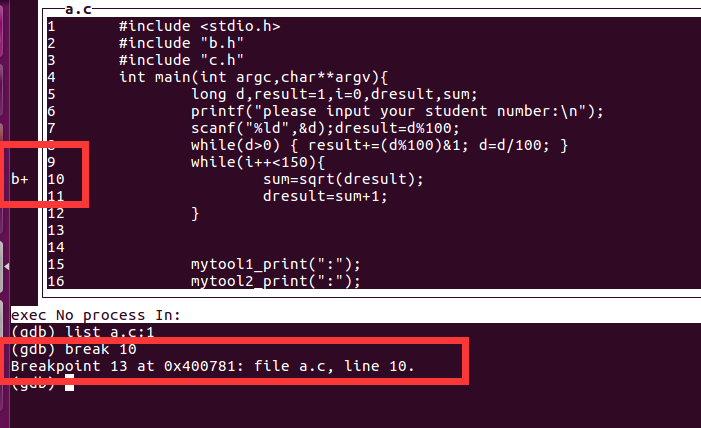 a.c
1 #include <stdio.h>
2 #include "b.h"
3 #include "c.h"
4 int main(int argc,char**argv){
5 long d,result=1,i=0,dresult,sum;
6 printf("please input your student number:\n");
7 scanf("%ld",&d);dresult=d%100;
8 while(d>0) { result+=(d%100)&1; d=d/100; }
9 while(i++<150){
b+ 10 sum=sqrt(dresult);
11 dresult=sum+1;
12 }
13
14
15 mytool1_print(":");
16 mytool2_print(":");
exec No process In:
(gdb) list a.c:1
(gdb) break 10
Breakpoint 13 at 0x400781: file a.c, line 10.
(gdb)